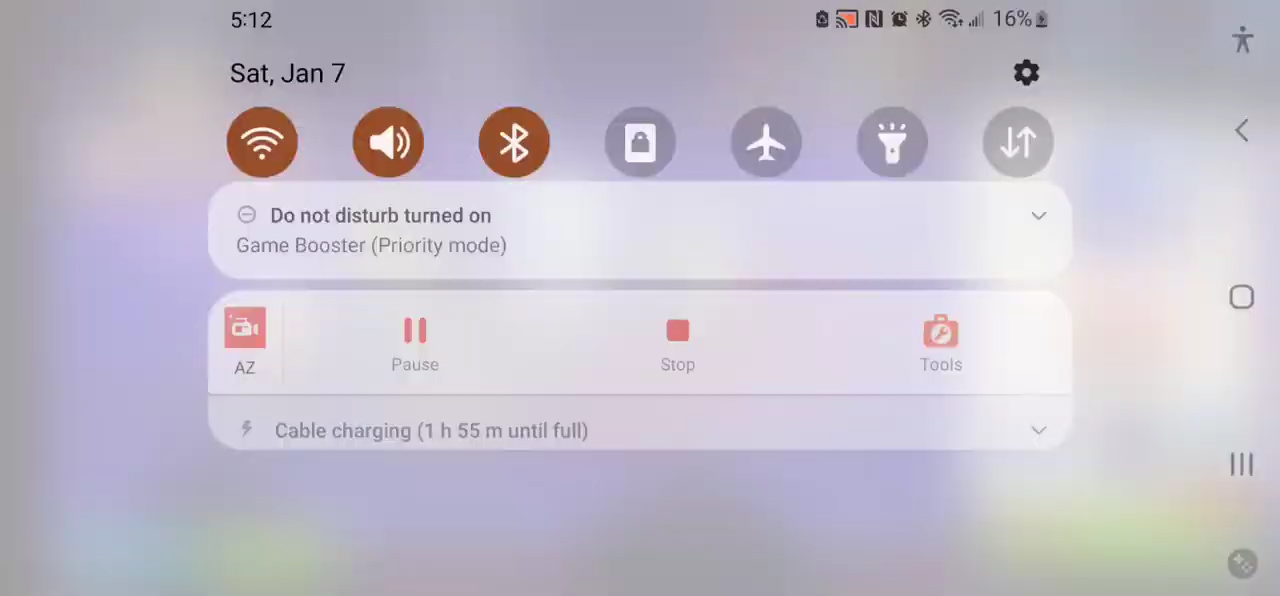 5:12
16%
Sat, Jan 7
Do not disturb turned on
Game Booster (Priority mode)
AZ
Pause
Stop
Tools
Cable charging (1 h 55 m until full)